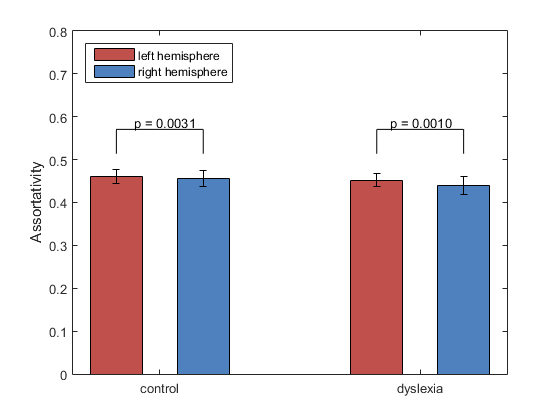 0.8
0.7
0.6
0.5
0.4
0.3
0.2
0.1
0
Assortativity
left hemisphere
right hemisphere
p = 0.0031
p = 0.0010
control
dyslexia